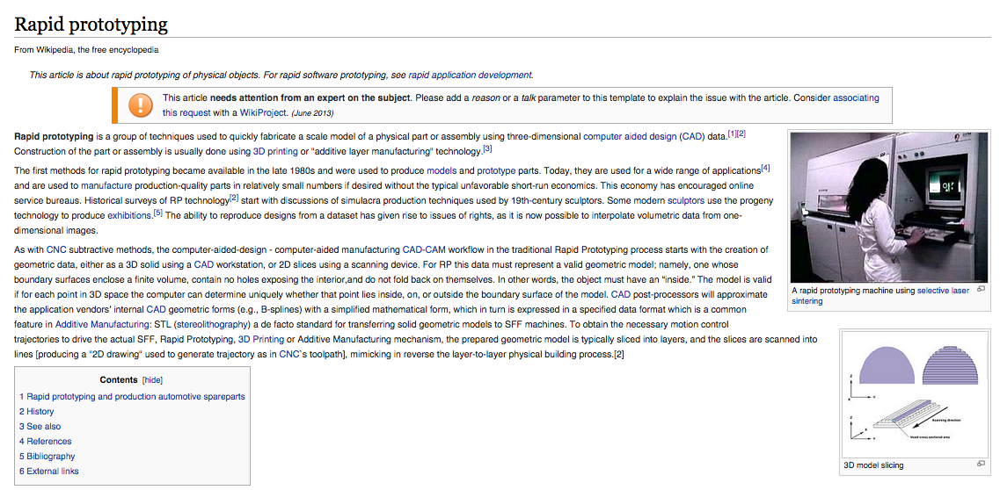 Rapid prototyping
From Wikipedia, the free encyclopedia
This article is about rapid prototyping of physical objects. For rapid software prototyping, see rapid application development.
This article needs attention from an expert on the subject. Please add a reason or a talk parameter to this template to explain the issue with the article. Consider associating
this request with a WikiProject. (June 2013)
Rapid prototyping is a group of techniques used to quickly fabricate a scale model of a physical part or assembly using three-dimensional computer aided design (CAD) data.[1][2]
Construction of the part or assembly is usually done using 3D printing or "additive layer manufacturing" technology.[3]
The first methods for rapid prototyping became available in the late 1980s and were used to produce models and prototype parts. Today, they are used for a wide range of applications[4]
and are used to manufacture production-quality parts in relatively small numbers if desired without the typical unfavorable short-run economics. This economy has encouraged online
service bureaus. Historical surveys of RP technology[2] start with discussions of simulacra production techniques used by 19th-century sculptors. Some modern sculptors use the progeny
technology to produce exhibitions.[5] The ability to reproduce designs from a dataset has given rise to issues of rights, as it is now possible to interpolate volumetric data from one-
dimensional images.
As with CNC subtractive methods, the computer-aided-design - computer-aided manufacturing CAD-CAM workflow in the traditional Rapid Prototyping process starts with the creation of
geometric data, either as a 3D solid using a CAD workstation, or 2D slices using a scanning device. For RP this data must represent a valid geometric model; namely, one whose
boundary surfaces enclose a finite volume, contain no holes exposing the interior,and do not fold back on themselves. In other words, the object must have an “inside.” The model is valid
if for each point in 3D space the computer can determine uniquely whether that point lies inside, on, or outside the boundary surface of the model. CAD post-processors will approximate
the application vendors’ internal CAD geometric forms (e.g., B-splines) with a simplified mathematical form, which in turn is expressed in a specified data format which is a common
feature in Additive Manufacturing: STL (stereolithography) a de facto standard for transferring solid geometric models to SFF machines. To obtain the necessary motion control
trajectories to drive the actual SFF, Rapid Prototyping, 3D Printing or Additive Manufacturing mechanism, the prepared geometric model is typically sliced into layers, and the slices are scanned into
lines [producing a "2D drawing" used to generate trajectory as in CNC`s toolpath], mimicking in reverse the layer-to-layer physical building process.[2]
A rapid prototyping machine using selective laser
sintering
Z
X
Y
Z
X
Y
Scanning direction
3D model slicing
Contents [hide]
1 Rapid prototyping and production automotive spareparts
2 History
3 See also
4 References
5 Bibliography
6 External links